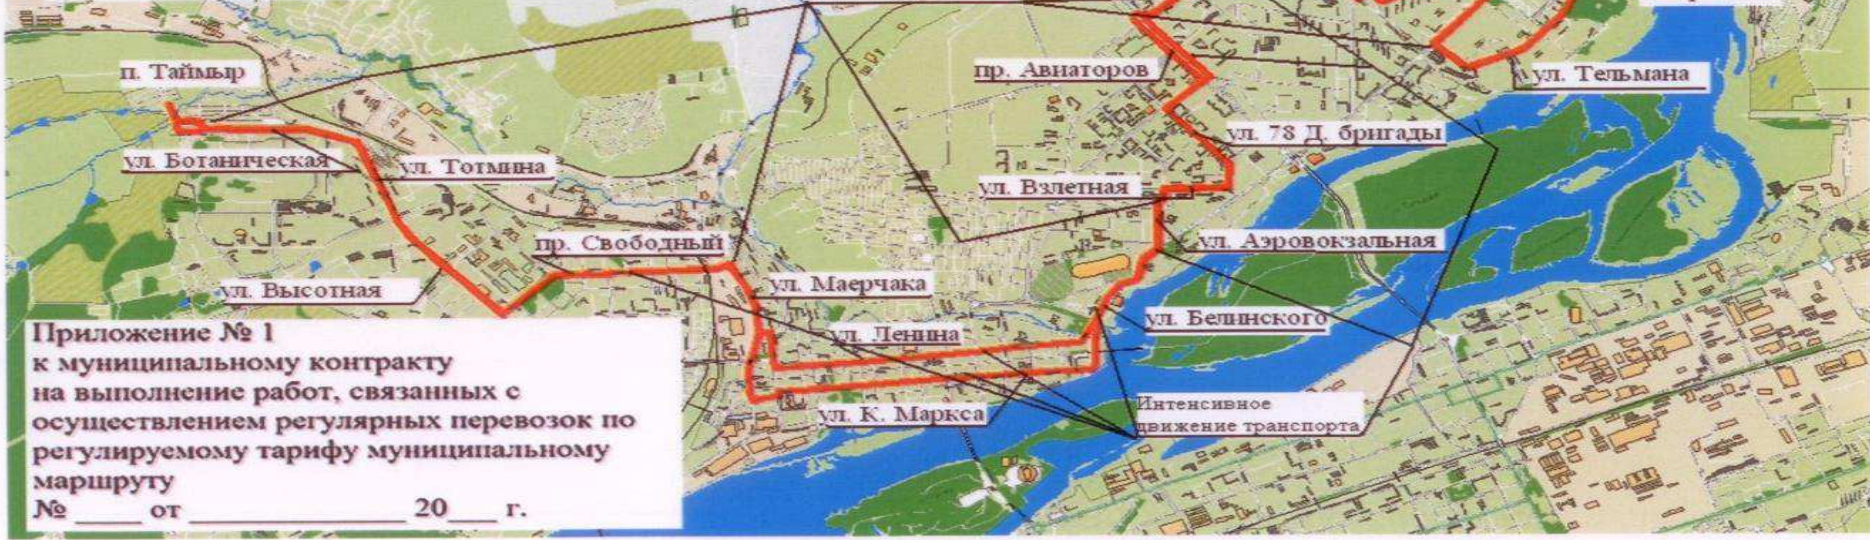 п. Таймыр
пр. Авиаторов
ул. Тельмана
ул. 78 Д. бригады
ул. Ботаническая
ул. Тотмина
ул. Взлетная
пр. Свободный
ул. Аэровокзальная
ул. Высотная
ул. Маерчака
ул. Ленина
ул. Белинского
ул. К. Маркса
Интенсивное
движение транспорта
Приложение № 1
к муниципальному контракту
на выполнение работ, связанных с
осуществлением регулярных перевозок по
регулируемому тарифу муниципальному
маршруту
№ ____ от ______________ 20___ г.